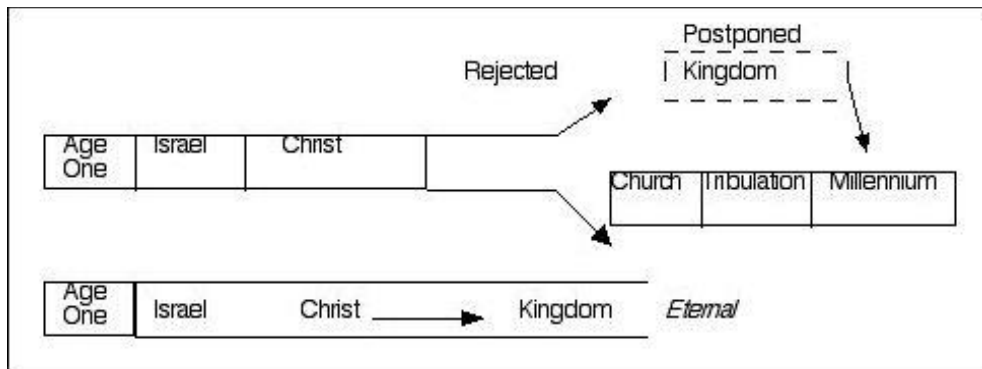 Postponed
Rejected
Kingdom
Age
One
Israel
Christ
Church
Tribulation
Millennium
Age
One
Israel
Christ
Kingdom
Eternal